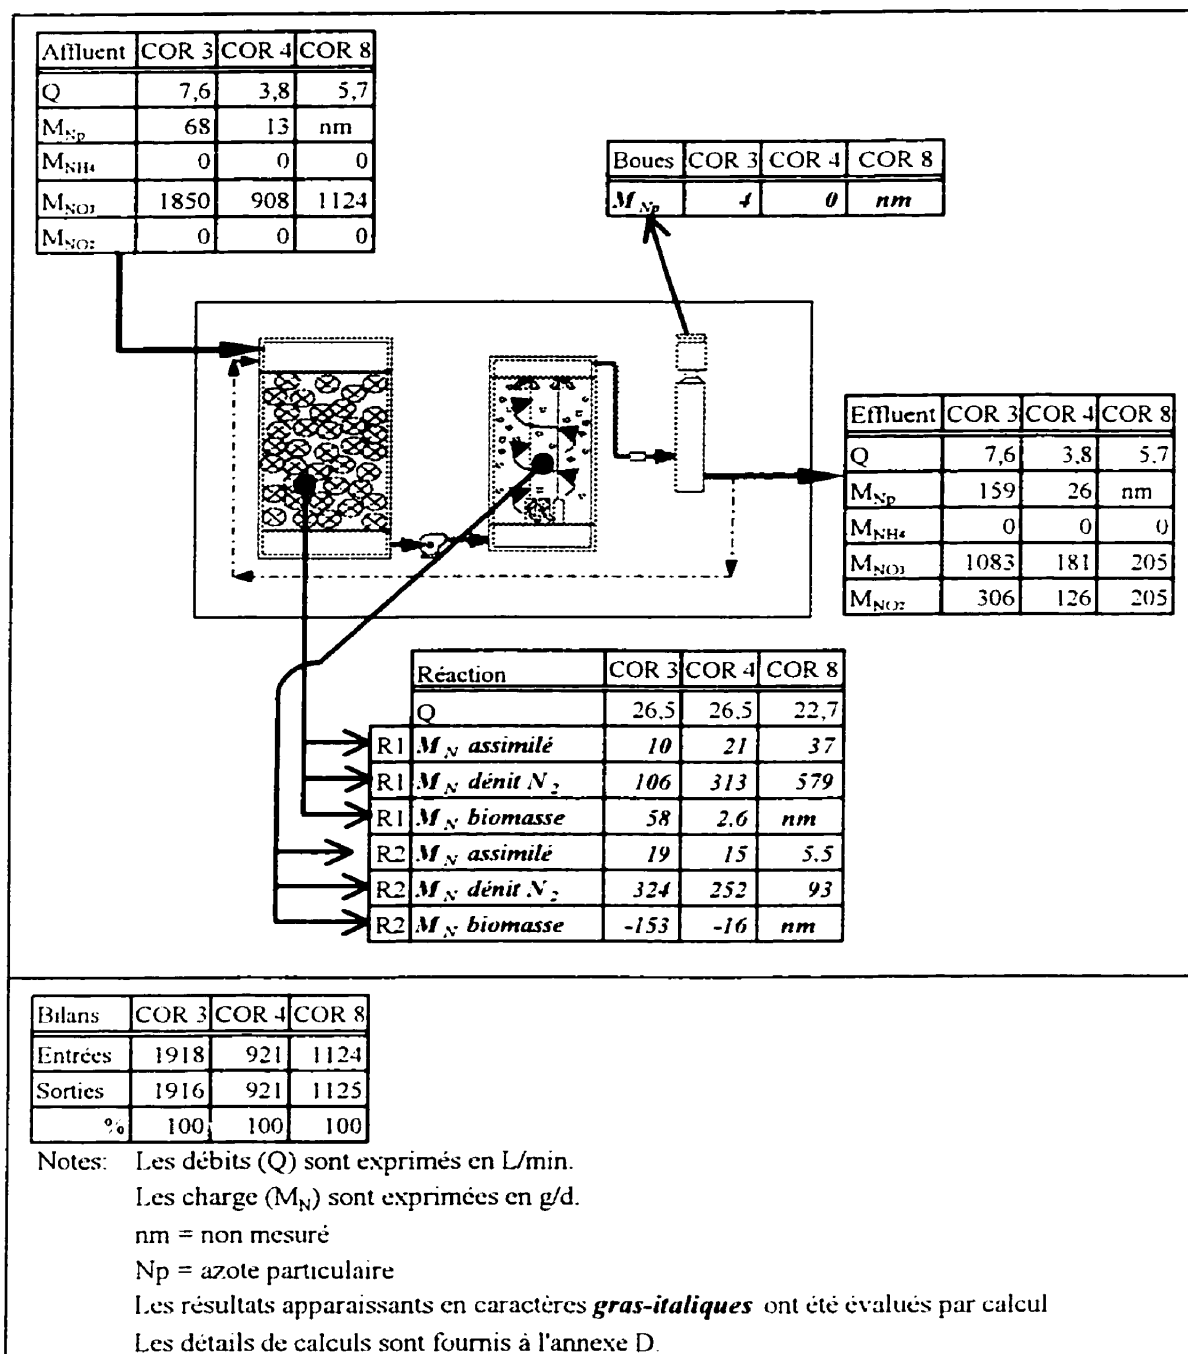 Affluent COR 3 COR 4 COR 8
Q 7,6 3,8 5,7
M_Np 68 13 nm
M_NH4 0 0 0
M_NO3 1850 908 1124
M_NO2 0 0 0
Boues COR 3 COR 4 COR 8
M_Np 4 0 nm
Effluent COR 3 COR 4 COR 8
Q 7,6 3,8 5,7
M_Np 159 26 nm
M_NH4 0 0 0
M_NO3 1083 181 205
M_NO2 306 126 205
Réaction COR 3 COR 4 COR 8
Q 26,5 26,5 22,7
R1 M_N assimilé 10 21 37
R1 M_N dénit N_2 106 313 579
R1 M_N biomasse 58 2,6 nm
R2 M_N assimilé 19 15 5,5
R2 M_N dénit N_2 324 252 93
R2 M_N biomasse -153 -16 nm
Bilans COR 3 COR 4 COR 8
Entrées 1918 921 1124
Sorties 1916 921 1125
% 100 100 100
Notes: Les débits (Q) sont exprimés en L/min.
Les charge (M_N) sont exprimées en g/d.
nm = non mesuré
Np = azote particulaire
Les résultats apparaissants en caractères gras-italiques ont été évalués par calcul
Les détails de calculs sont fournis à l'annexe D.